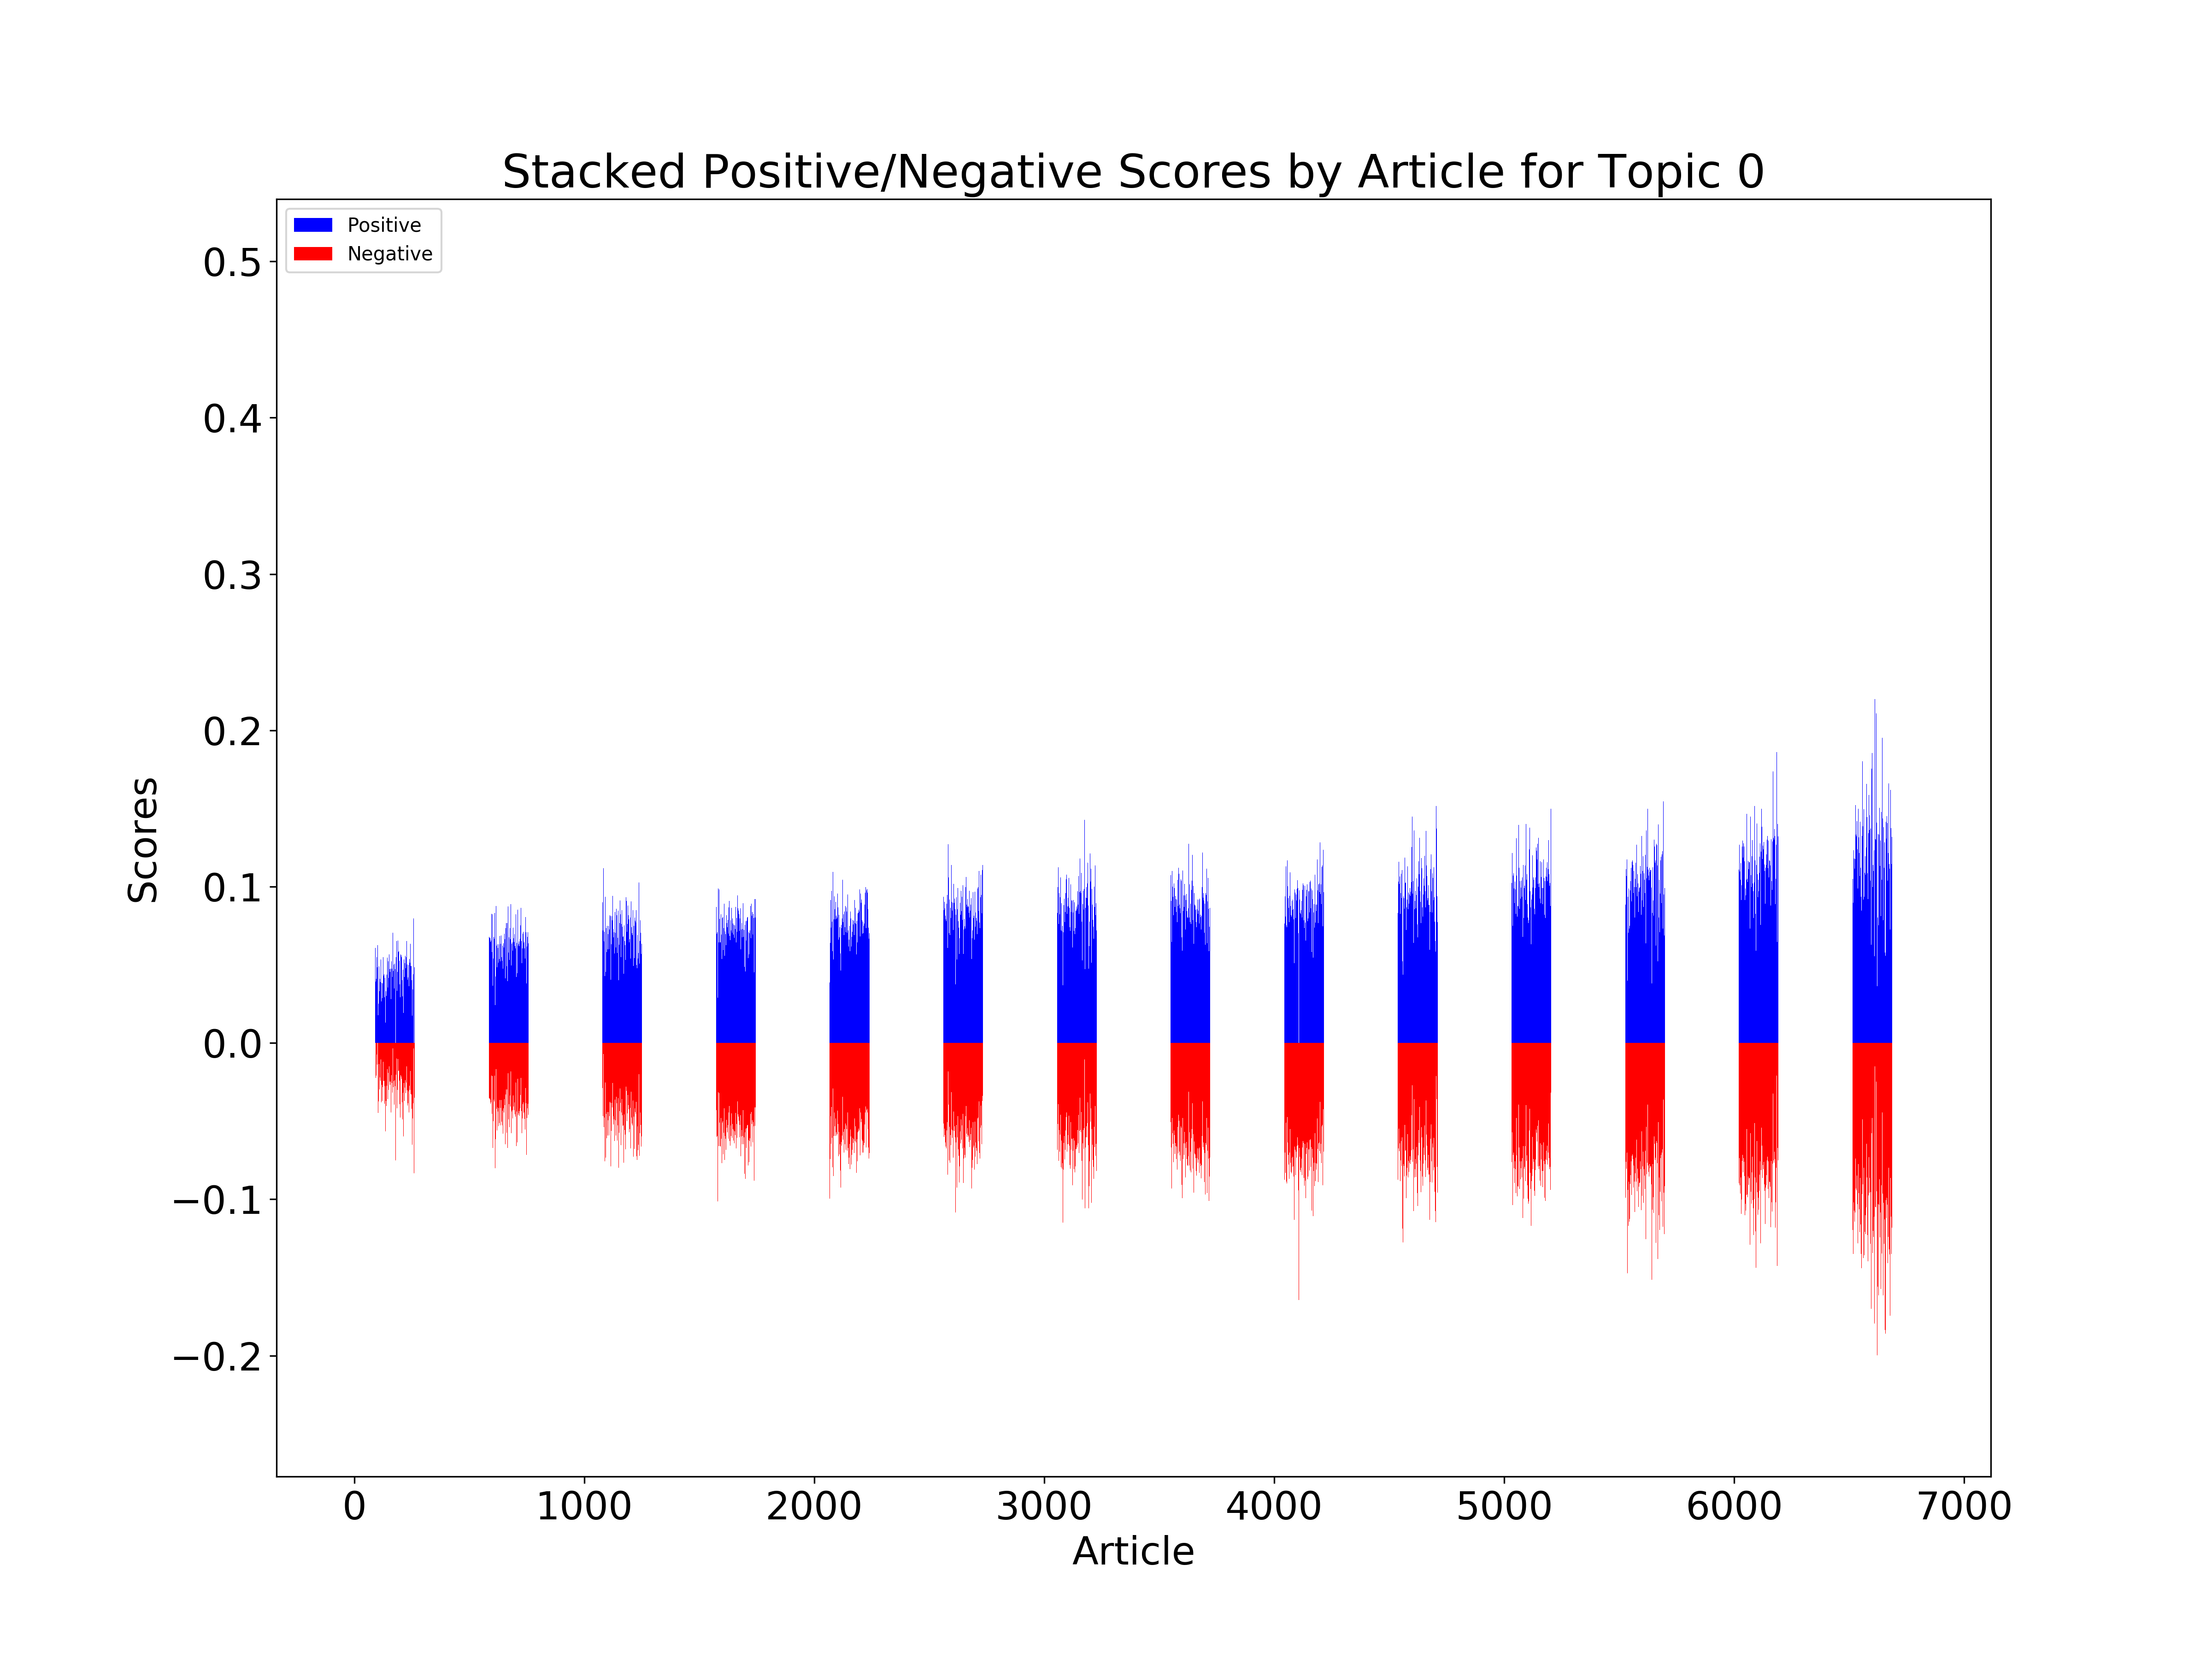 Stacked Positive/Negative Scores by Article for Topic 0
Positive
Negative
0.5
0.4
0.3
0.2
0.1
0.0
−0.1
−0.2
Scores
0 1000 2000 3000 4000 5000 6000 7000
Article